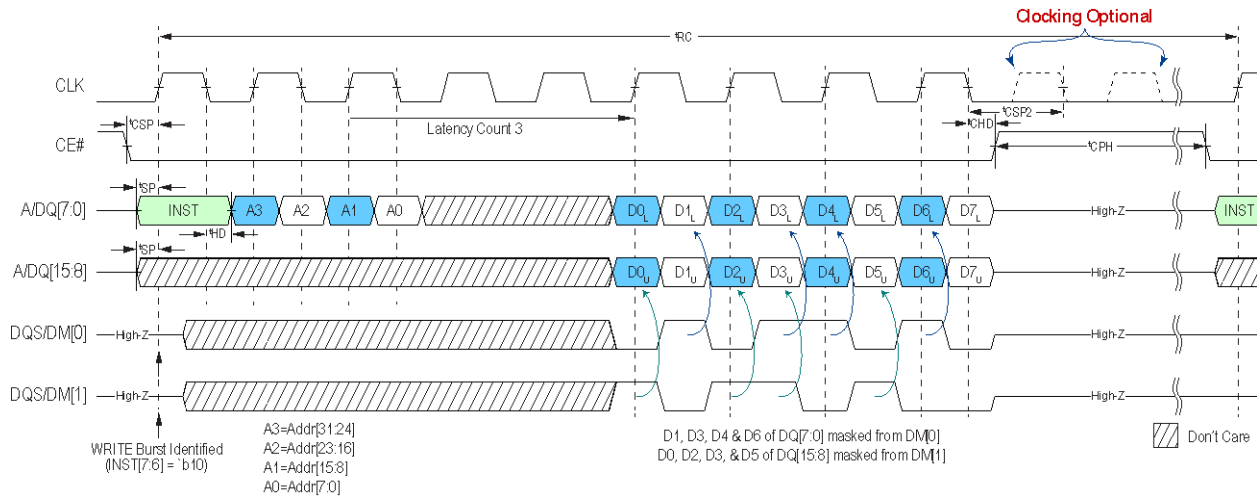 Clocking Optional
tRC
CLK
tCSP
Latency Count 3
tCHD
tCSP2
CE#
tCPH
tSP
A/DQ[7:0]
INST
A3
A2
A1
A0
D0L
D1L
D2L
D3L
D4L
D5L
D6L
D7L
High-Z
INST
tHD
tSP
A/DQ[15:8]
D0U
D1U
D2U
D3U
D4U
D5U
D6U
D7U
High-Z
DQS/DM[0]
High-Z
High-Z
DQS/DM[1]
High-Z
High-Z
WRITE Burst Identified
(INST[7:6] = `b10)
A3=Addr[31:24]
A2=Addr[23:16]
A1=Addr[15:8]
A0=Addr[7:0]
D1, D3, D4 & D6 of DQ[7:0] masked from DM[0]
D0, D2, D3, & D5 of DQ[15:8] masked from DM[1]
Don't Care